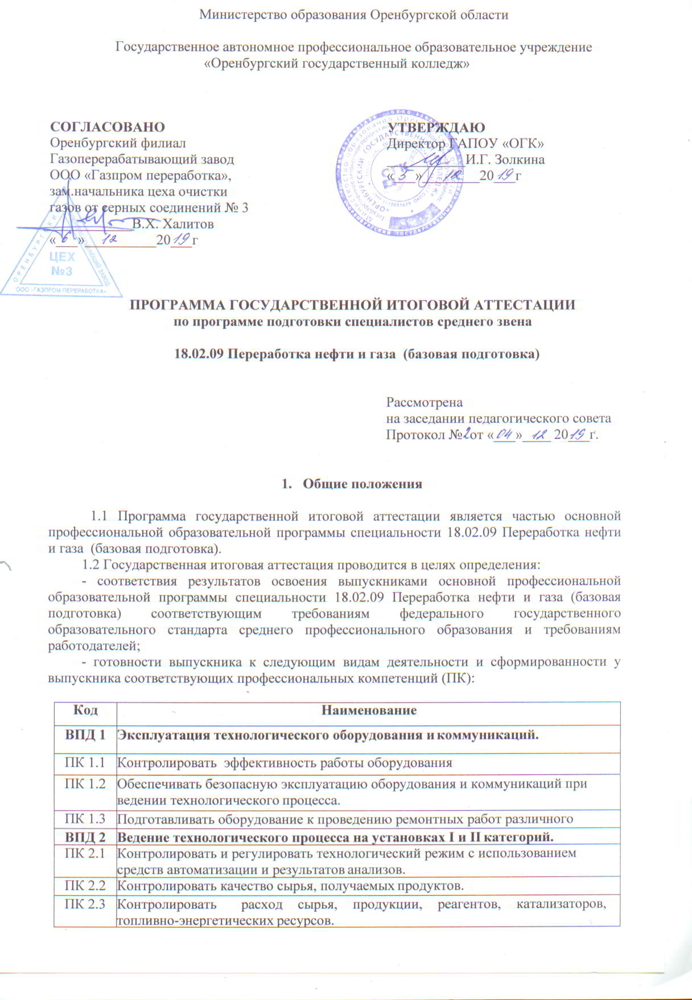 Министерство образования Оренбургской области
Государственное автономное профессиональное образовательное учреждение
«Оренбургский государственный колледж»
СОГЛАСОВАНО
Оренбургский филиал
Газоперерабатывающий завод
ООО «Газпром переработка»,
зам.начальника цеха очистки
газов от серных соединений № 3
В.Х. Халитов
« 6 » 12 2019 г
ЦЕХ
№3
ООО «ГАЗПРОМ ПЕРЕРАБОТКА»
УТВЕРЖДАЮ
Директор ГАПОУ «ОГК»
И.Г. Золкина
« 5 » 12 2019 г
ПРОГРАММА ГОСУДАРСТВЕННОЙ ИТОГОВОЙ АТТЕСТАЦИИ
по программе подготовки специалистов среднего звена
18.02.09 Переработка нефти и газа (базовая подготовка)
Рассмотрена
на заседании педагогического совета
Протокол №2 от « 04 » 12 2019 г.
1. Общие положения
1.1 Программа государственной итоговой аттестации является частью основной
профессиональной образовательной программы специальности 18.02.09 Переработка нефти
и газа (базовая подготовка).
1.2 Государственная итоговая аттестация проводится в целях определения:
- соответствия результатов освоения выпускниками основной профессиональной
образовательной программы специальности 18.02.09 Переработка нефти и газа (базовая
подготовка) соответствующим требованиям федерального государственного
образовательного стандарта среднего профессионального образования и требованиям
работодателей;
- готовности выпускника к следующим видам деятельности и сформированности у
выпускника соответствующих профессиональных компетенций (ПК):
Код Наименование
ВПД 1 Эксплуатация технологического оборудования и коммуникаций.
ПК 1.1 Контролировать эффективность работы оборудования
ПК 1.2 Обеспечивать безопасную эксплуатацию оборудования и коммуникаций при
ведении технологического процесса.
ПК 1.3 Подготавливать оборудование к проведению ремонтных работ различного
ВПД 2 Ведение технологического процесса на установках I и II категорий.
ПК 2.1 Контролировать и регулировать технологический режим с использованием
средств автоматизации и результатов анализов.
ПК 2.2 Контролировать качество сырья, получаемых продуктов.
ПК 2.3 Контролировать расход сырья, продукции, реагентов, катализаторов,
топливно-энергетических ресурсов.